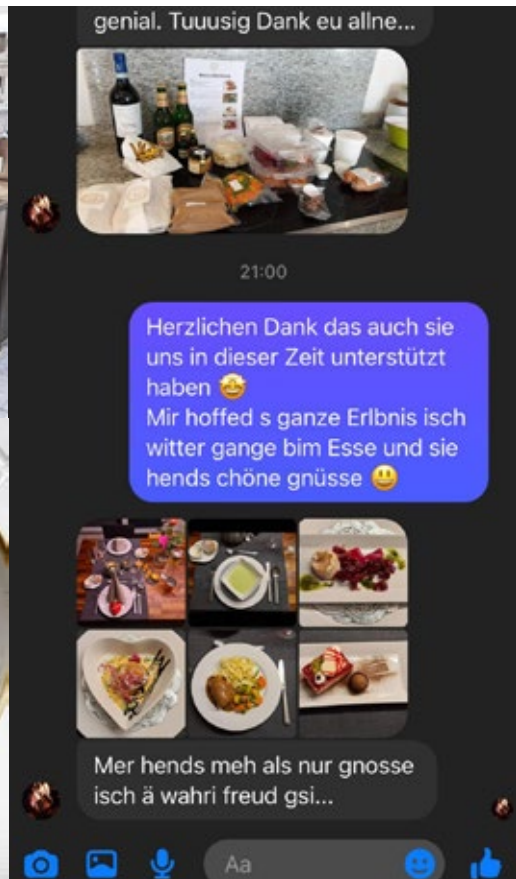 genial. Tuuusig Dank eu allne...
21:00
Herzlichen Dank das auch sie
uns in dieser Zeit unterstützt
haben 🤩
Mir hoffed s ganze Erlbnis isch
witter gange bim Esse und sie
hends chöne gnüsse 😃
Mer hends meh als nur gnosse
isch ä wahri freud gsi...
Aa